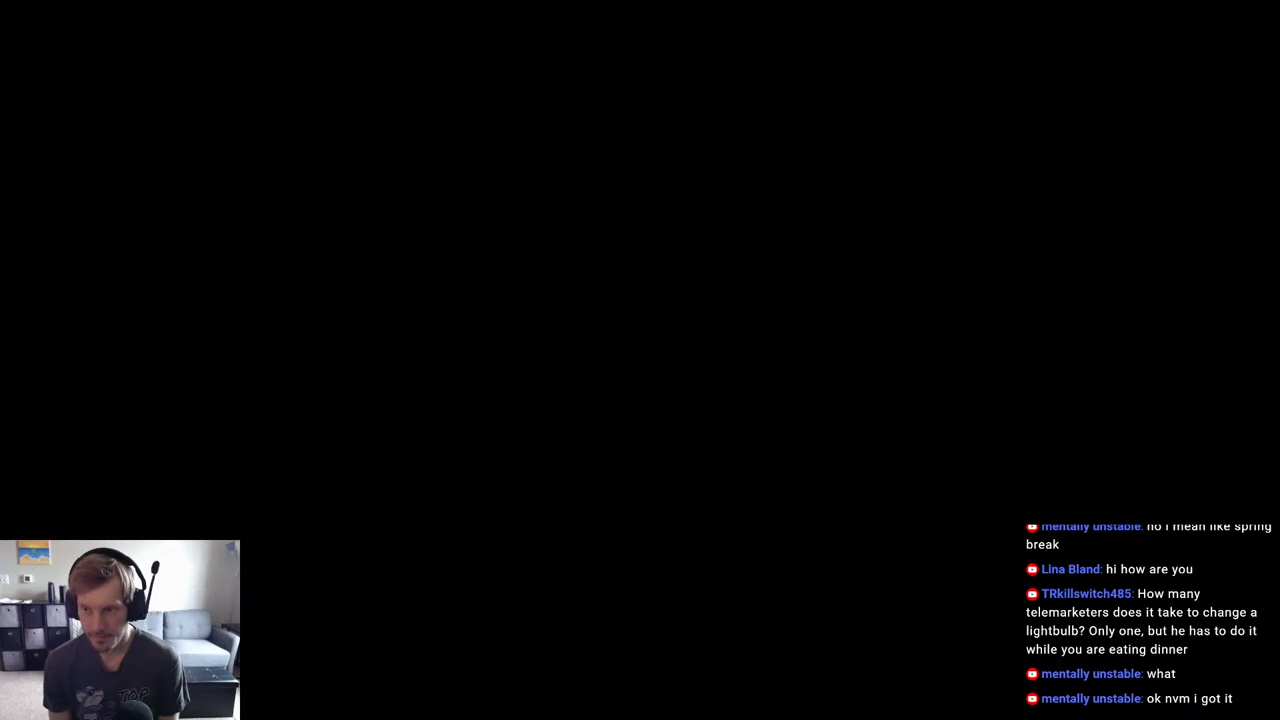 mentally unstable: no i mean like spring
break
Lina Bland: hi how are you
TRkillswitch485: How many
telemarketers does it take to change a
lightbulb? Only one, but he has to do it
while you are eating dinner
mentally unstable: what
mentally unstable: ok nvm i got it
TOP